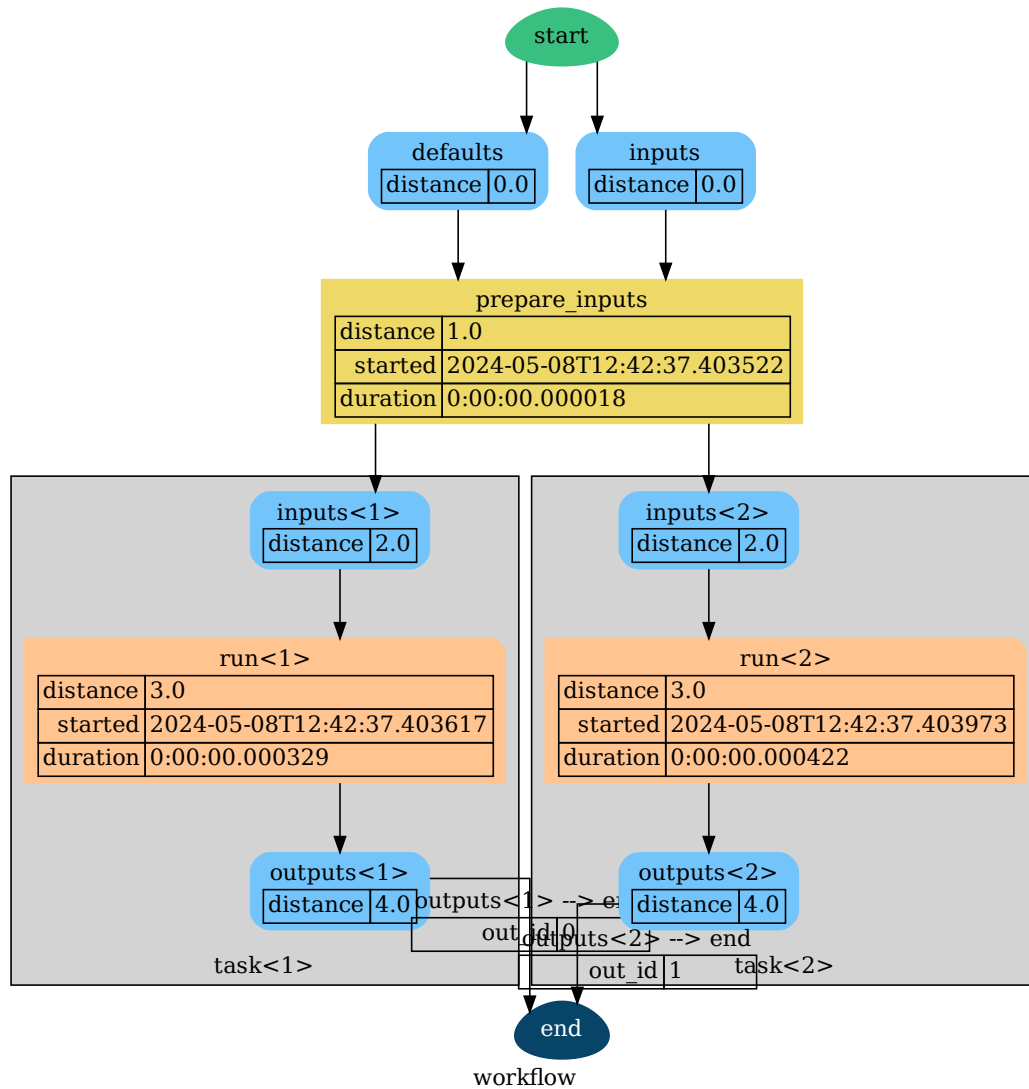 start
defaults
distance 0.0
inputs
distance 0.0
prepare_inputs
distance 1.0
started 2024-05-08T12:42:37.403522
duration 0:00:00.000018
inputs<1>
distance 2.0
inputs<2>
distance 2.0
run<1>
distance 3.0
started 2024-05-08T12:42:37.403617
duration 0:00:00.000329
run<2>
distance 3.0
started 2024-05-08T12:42:37.403973
duration 0:00:00.000422
outputs<1>
distance 4.0
outputs<2>
distance 4.0
outputs<1> --> e
out_id 0
outputs<2> --> end
out_id 1
task<1>
task<2>
end
workflow